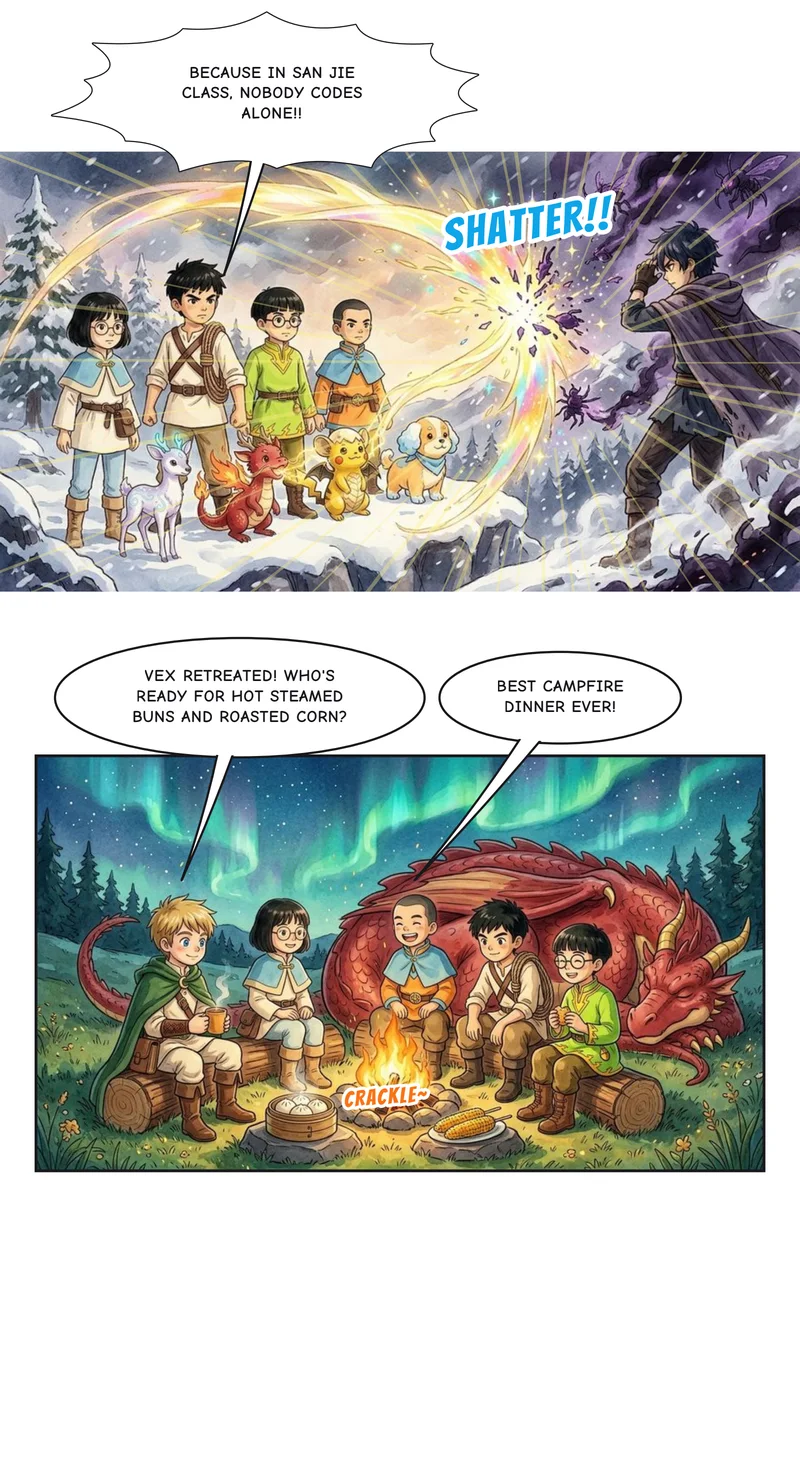 BECAUSE IN SAN JIE
CLASS, NOBODY CODES
ALONE!!
SHATTER!!
VEX RETREATED! WHO'S
READY FOR HOT STEAMED
BUNS AND ROASTED CORN?
BEST CAMPFIRE
DINNER EVER!
CRACKLE~